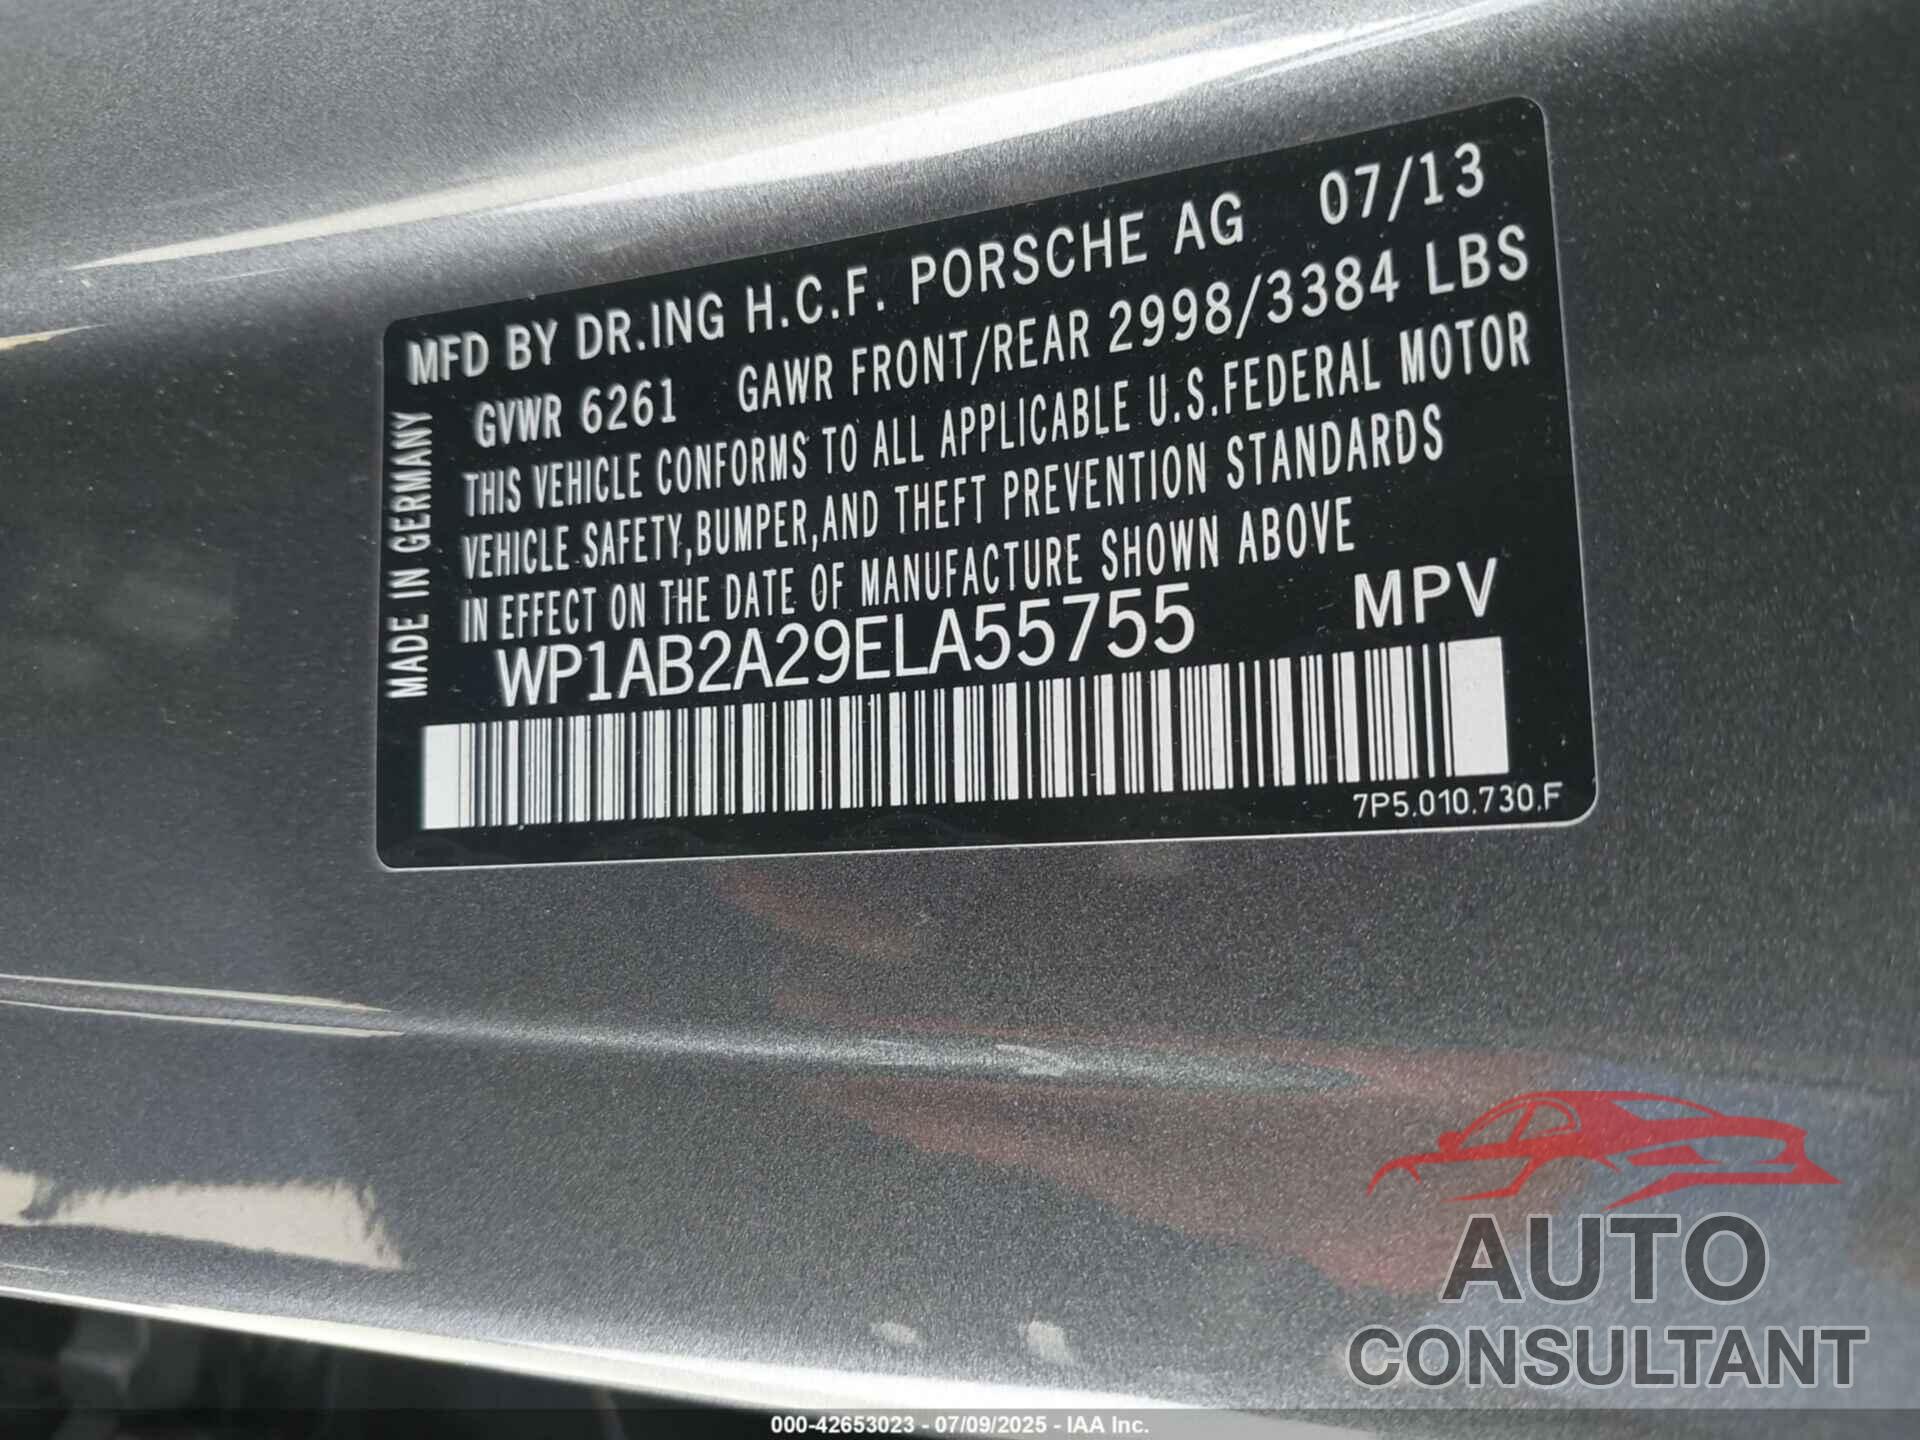 MFD BY DR.ING H.C.F. PORSCHE AG 07/13
GVWR 6261 GAWR FRONT/REAR 2998/3384 LBS
THIS VEHICLE CONFORMS TO ALL APPLICABLE U.S.FEDERAL MOTOR
VEHICLE SAFETY,BUMPER,AND THEFT PREVENTION STANDARDS
IN EFFECT ON THE DATE OF MANUFACTURE SHOWN ABOVE
MADE IN GERMANY
WP1AB2A29ELA55755 MPV
7P5.010.730.F
AUTO
CONSULTANT
000-42653023 - 07/09/2025 - IAA Inc.